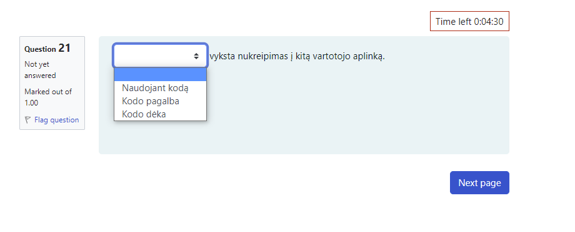 Time left 0:04:30
Question 21
Not yet
answered
Marked out of
1.00
Flag question
vyksta nukreipimas į kitą vartotojo aplinką.
Naudojant kodą
Kodo pagalba
Kodo dėka
Next page